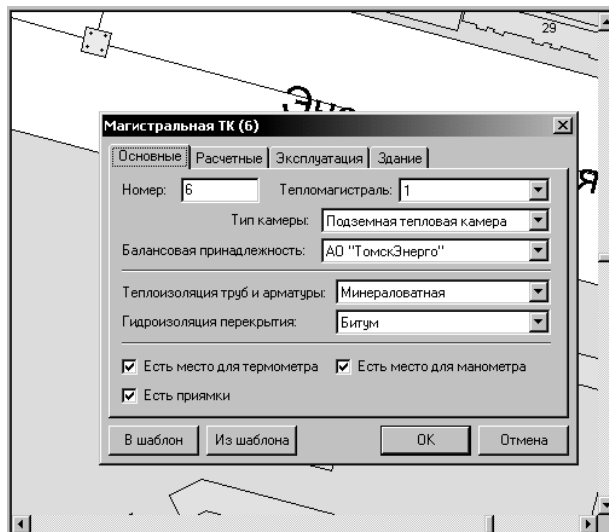 29
Эне
я
Магистральная ТК (6)
Основные Расчетные Эксплуатация Здание
Номер: 6 Тепломагистраль: 1
Тип камеры: Подземная тепловая камера
Балансовая принадлежность: АО "ТомскЭнерго"
Теплоизоляция труб и арматуры: Минераловатная
Гидроизоляция перекрытия: Битум
Есть место для термометра Есть место для манометра
Есть приямки
В шаблон Из шаблона OK Отмена